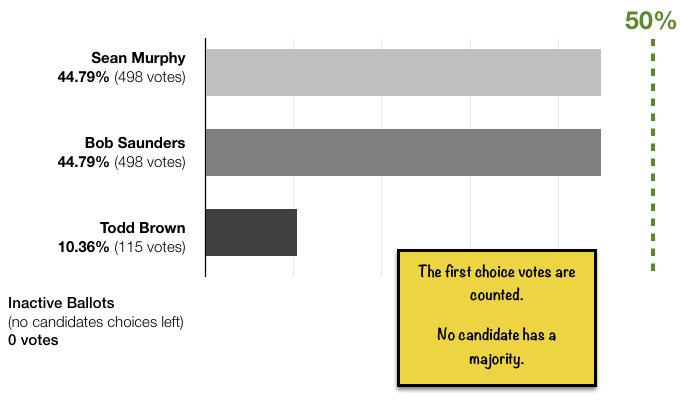 50%
Sean Murphy
44.79% (498 votes)
Bob Saunders
44.79% (498 votes)
Todd Brown
10.36% (115 votes)
The first choice votes are
counted.
No candidate has a
majority.
Inactive Ballots
(no candidates choices left)
0 votes